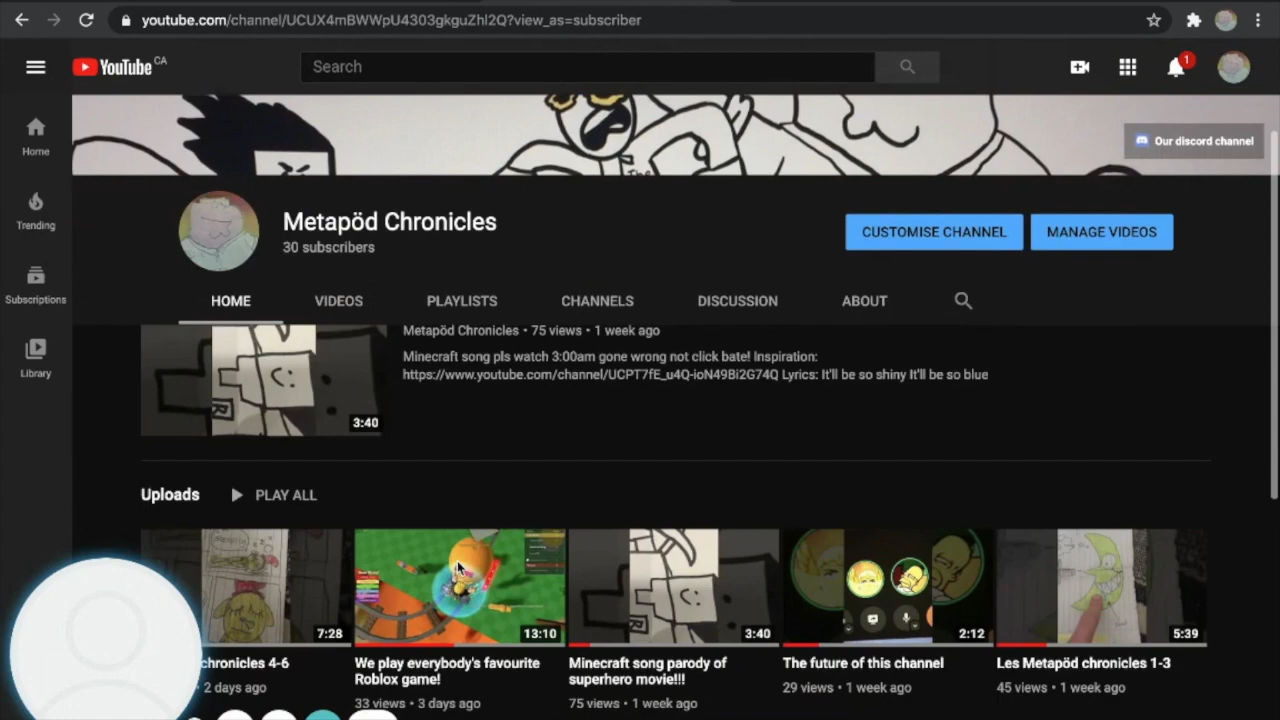 youtube.com/channel/UCUX4mBWWpU4303gkguZhl2Q?view_as=subscriber
YouTube CA
Search
1
Our discord channel
Home
Trending
Subscriptions
Library
Metapöd Chronicles
30 subscribers
CUSTOMISE CHANNEL
MANAGE VIDEOS
HOME
VIDEOS
PLAYLISTS
CHANNELS
DISCUSSION
ABOUT
Metapöd Chronicles • 75 views • 1 week ago
Minecraft song pls watch 3:00am gone wrong not click bate! Inspiration:
https://www.youtube.com/channel/UCPT7fE_u4Q-ioN49Bi2G74Q Lyrics: It'll be so shiny It'll be so blue
3:40
Uploads
PLAY ALL
7:28
13:10
3:40
2:12
5:39
chronicles 4-6
2 days ago
We play everybody's favourite
Roblox game!
33 views • 3 days ago
Minecraft song parody of
superhero movie!!!
75 views • 1 week ago
The future of this channel
29 views • 1 week ago
Les Metapöd chronicles 1-3
45 views • 1 week ago